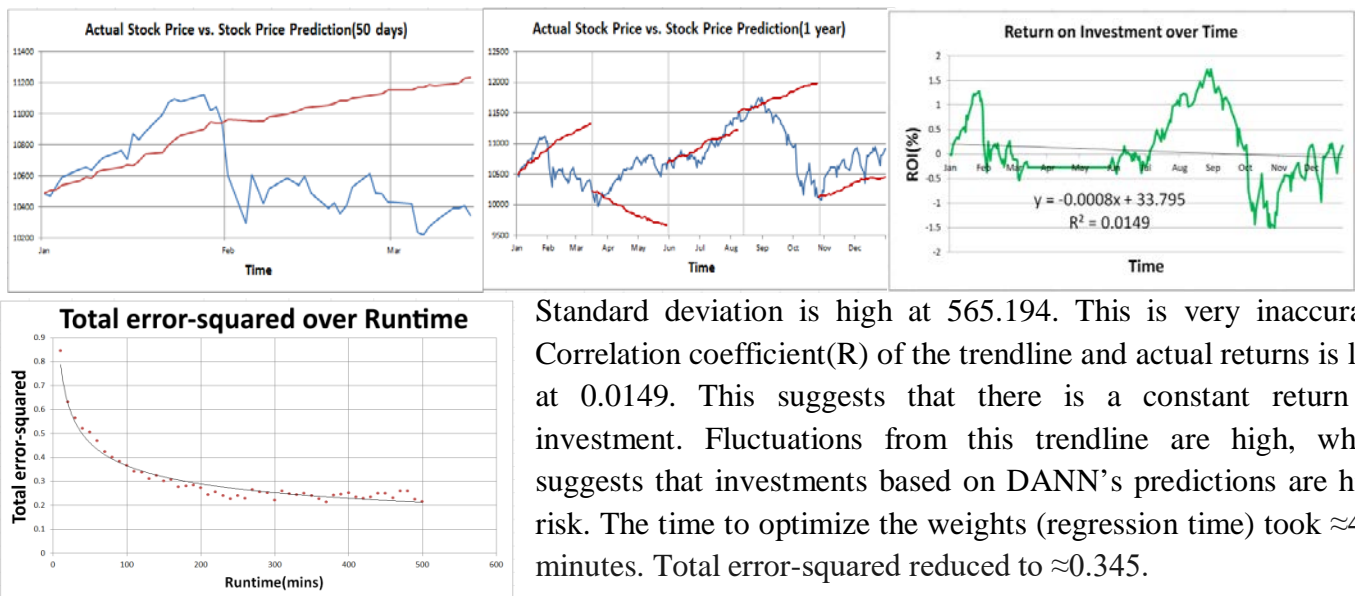 Actual Stock Price vs. Stock Price Prediction(50 days)
11400
11200
11000
10800
10600
10400
10200
Jan Feb Mar
Time
Actual Stock Price vs. Stock Price Prediction(1 year)
12500
12000
11500
11000
10500
10000
9500
Jan Feb Mar Apr Jun Jul Aug Sep Oct Nov Dec
Time
Return on Investment over Time
ROI(%)
2
1.5
1
0.5
0
-0.5
-1
-1.5
-2
Jan Feb Mar Apr May Jun Jul Aug Sep Oct Nov Dec
y = -0.0008x + 33.795
R² = 0.0149
Time
Total error-squared over Runtime
Total error-squared
0.9
0.8
0.7
0.6
0.5
0.4
0.3
0.2
0.1
0
0 100 200 300 400 500 600
Runtime(mins)
Standard deviation is high at 565.194. This is very
Correlation coefficient(R) of the trendline and actual returns is
at 0.0149. This suggests that there is a constant return
investment. Fluctuations from this trendline are high,
suggests that investments based on DANN's predictions are
risk. The time to optimize the weights (regression time) took
minutes. Total error-squared reduced to ≈0.345.